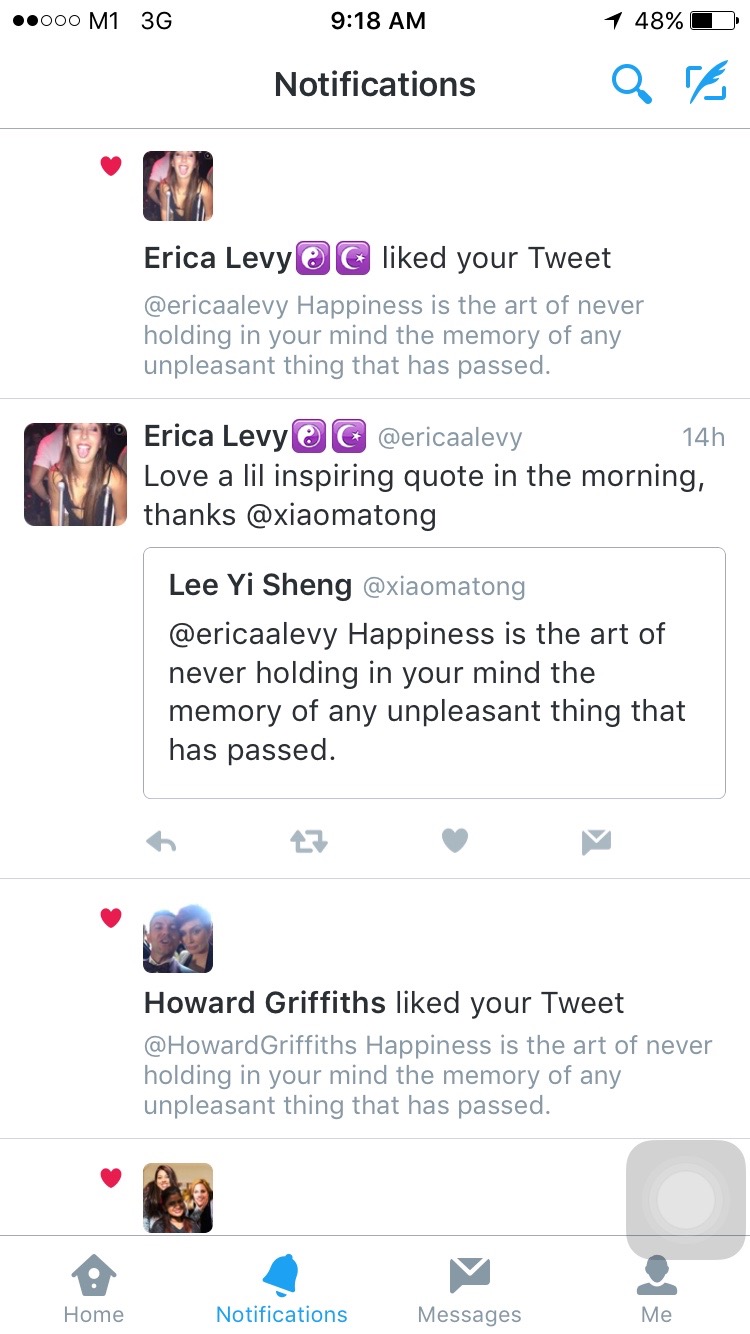 M1 3G 9:18 AM 48%
Notifications
Erica Levy☯️☪️ liked your Tweet
@ericaalevy Happiness is the art of never
holding in your mind the memory of any
unpleasant thing that has passed.
Erica Levy☯️☪️ @ericaalevy 14h
Love a lil inspiring quote in the morning,
thanks @xiaomatong
Lee Yi Sheng @xiaomatong
@ericaalevy Happiness is the art of
never holding in your mind the
memory of any unpleasant thing that
has passed.
Howard Griffiths liked your Tweet
@HowardGriffiths Happiness is the art of never
holding in your mind the memory of any
unpleasant thing that has passed.
Home Notifications Messages Me